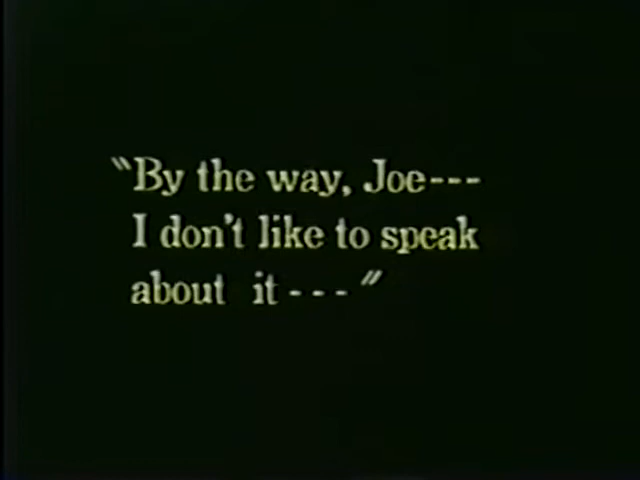 "By the way, Joe---
I don't like to speak
about it - - - "